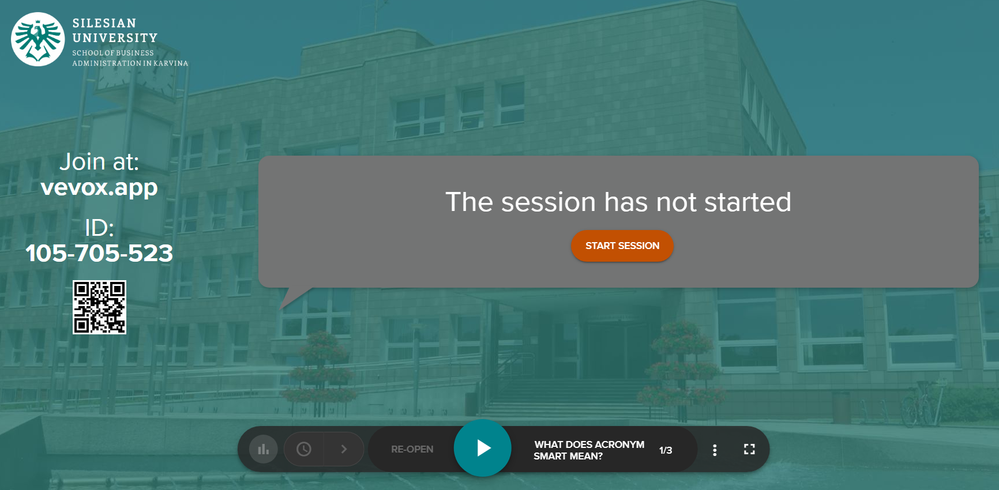 SILESIAN
UNIVERSITY
SCHOOL OF BUSINESS
ADMINISTRATION IN KARVINA
Join at:
vevox.app
ID:
105-705-523
The session has not started
START SESSION
RE-OPEN
WHAT DOES ACRONYM
SMART MEAN?
1/3